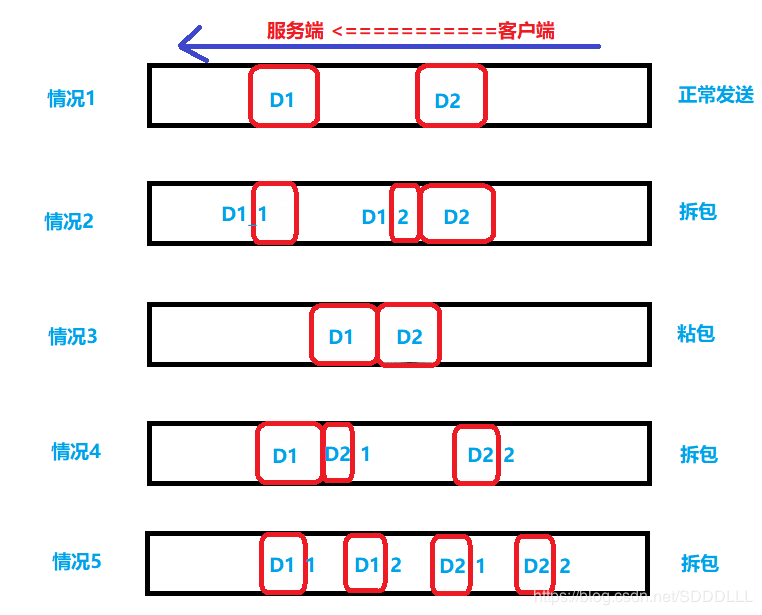 服务端 <===========客户端
情况1 D1 D2 正常发送
情况2 D1_1 D1 2 D2 拆包
情况3 D1 D2 粘包
情况4 D1 D2 1 D2 2 拆包
情况5 D1 1 D1 2 D2 1 D2 2 拆包
https://blog.csdn.net/SDDDLLL